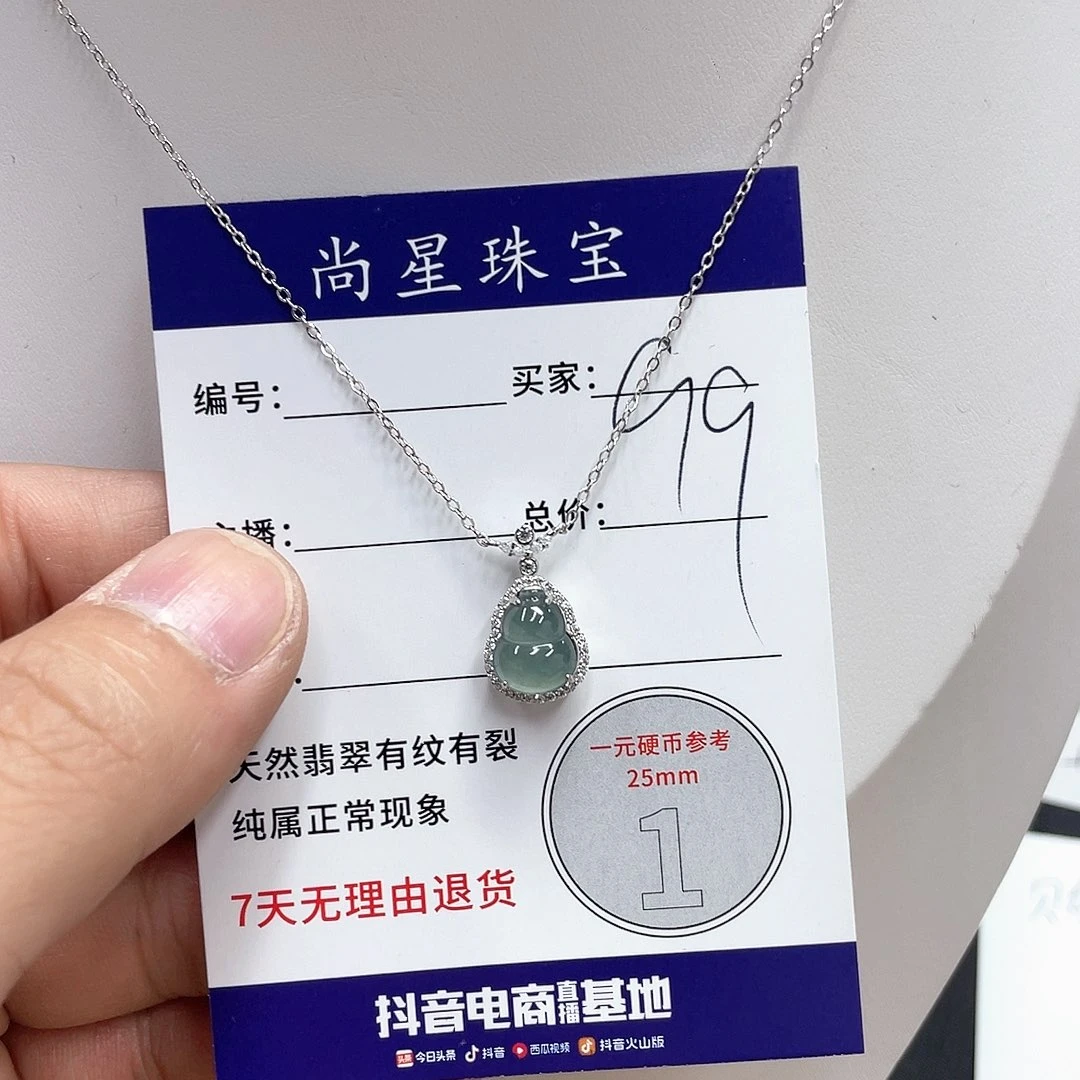 尚星珠宝
编号： 买家：99
播： 总价：
天然翡翠有纹有裂
纯属正常现象
一元硬币参考
25mm
1
7天无理由退货
抖音电商直播基地
头条 今日头条 抖音 西瓜视频 抖音火山版